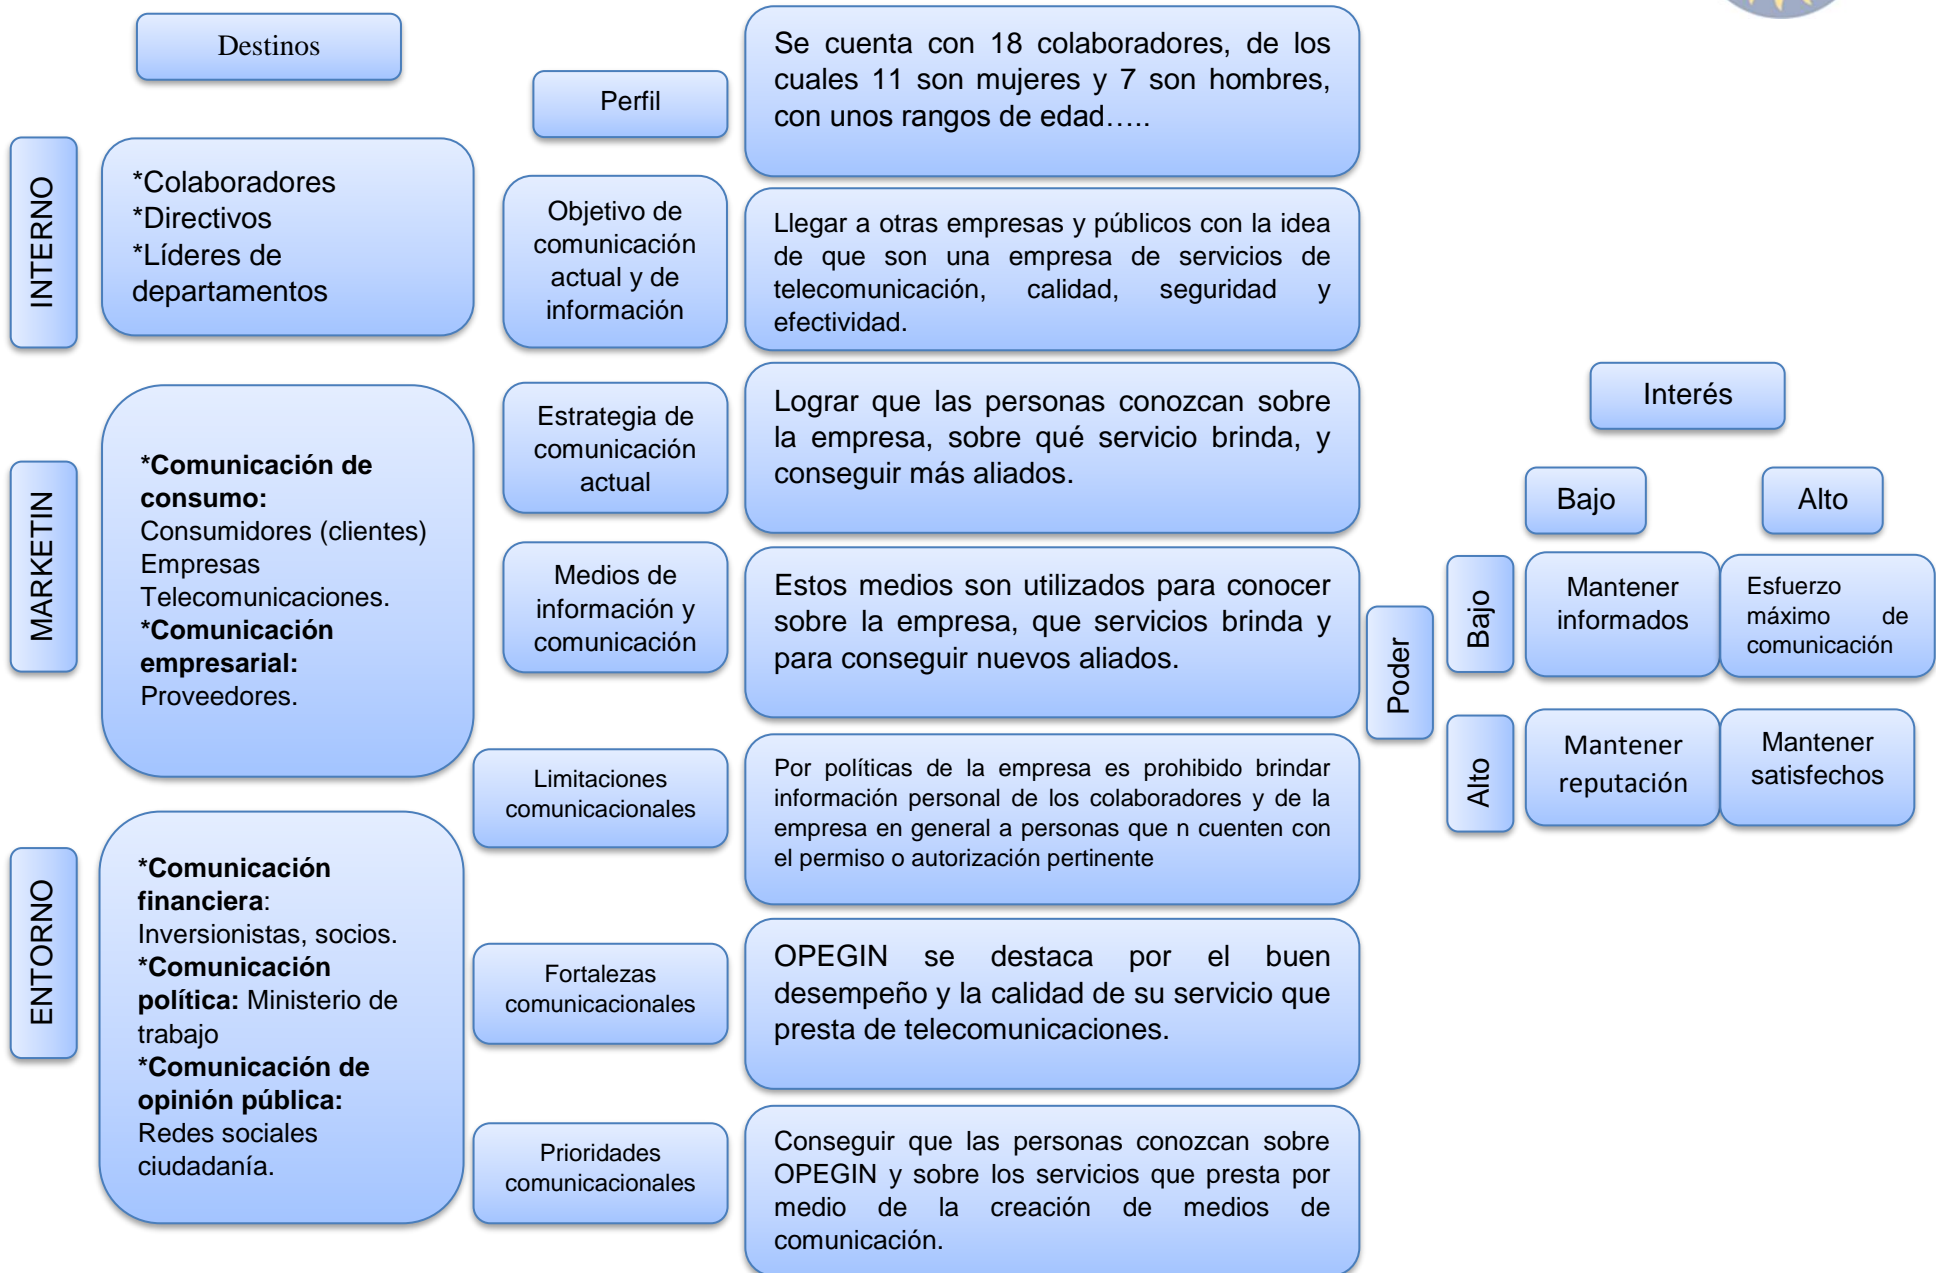 Destinos
INTERNO
*Colaboradores
*Directivos
*Líderes de
departamentos
MARKETIN
*Comunicación de
consumo:
Consumidores (clientes)
Empresas
Telecomunicaciones.
*Comunicación
empresarial:
Proveedores.
ENTORNO
*Comunicación
financiera:
Inversionistas, socios.
*Comunicación
política: Ministerio de
trabajo
*Comunicación de
opinión pública:
Redes sociales
ciudadanía.
Perfil
Se cuenta con 18 colaboradores, de los
cuales 11 son mujeres y 7 son hombres,
con unos rangos de edad…..
Objetivo de
comunicación
actual y de
información
Llegar a otras empresas y públicos con la idea
de que son una empresa de servicios de
telecomunicación, calidad, seguridad y
efectividad.
Estrategia de
comunicación
actual
Lograr que las personas conozcan sobre
la empresa, sobre qué servicio brinda, y
conseguir más aliados.
Medios de
información y
comunicación
Estos medios son utilizados para conocer
sobre la empresa, que servicios brinda y
para conseguir nuevos aliados.
Limitaciones
comunicacionales
Por políticas de la empresa es prohibido brindar
información personal de los colaboradores y de la
empresa en general a personas que n cuenten con
el permiso o autorización pertinente
Fortalezas
comunicacionales
OPEGIN se destaca por el buen
desempeño y la calidad de su servicio que
presta de telecomunicaciones.
Prioridades
comunicacionales
Conseguir que las personas conozcan sobre
OPEGIN y sobre los servicios que presta por
medio de la creación de medios de
comunicación.
Interés
Bajo
Alto
Poder
Bajo
Mantener
informados
Esfuerzo
máximo de
comunicación
Alto
Mantener
reputación
Mantener
satisfechos